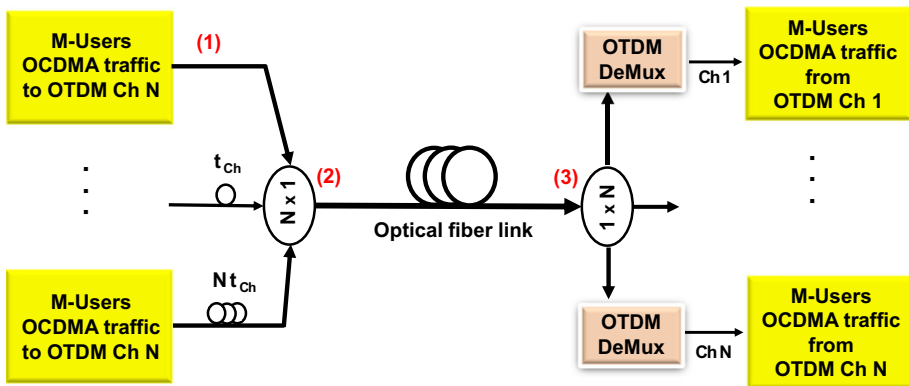 M-Users
OCDMA traffic
to OTDM Ch N
(1)
t Ch
N t Ch
M-Users
OCDMA traffic
to OTDM Ch N
N x 1
(2)
Optical fiber link
(3)
1 x N
OTDM
DeMux
Ch 1
M-Users
OCDMA traffic
from
OTDM Ch 1
OTDM
DeMux
Ch N
M-Users
OCDMA traffic
from
OTDM Ch N